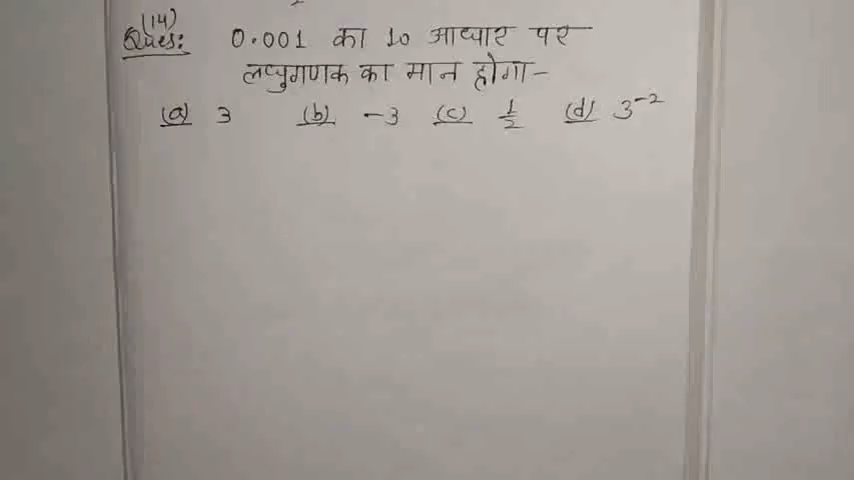 (14)
Ques: 0.001 का 10 आधार पर
लघुगणक का मान होगा-
(a) 3 (b) -3 (c) 1/2 (d) 3⁻²